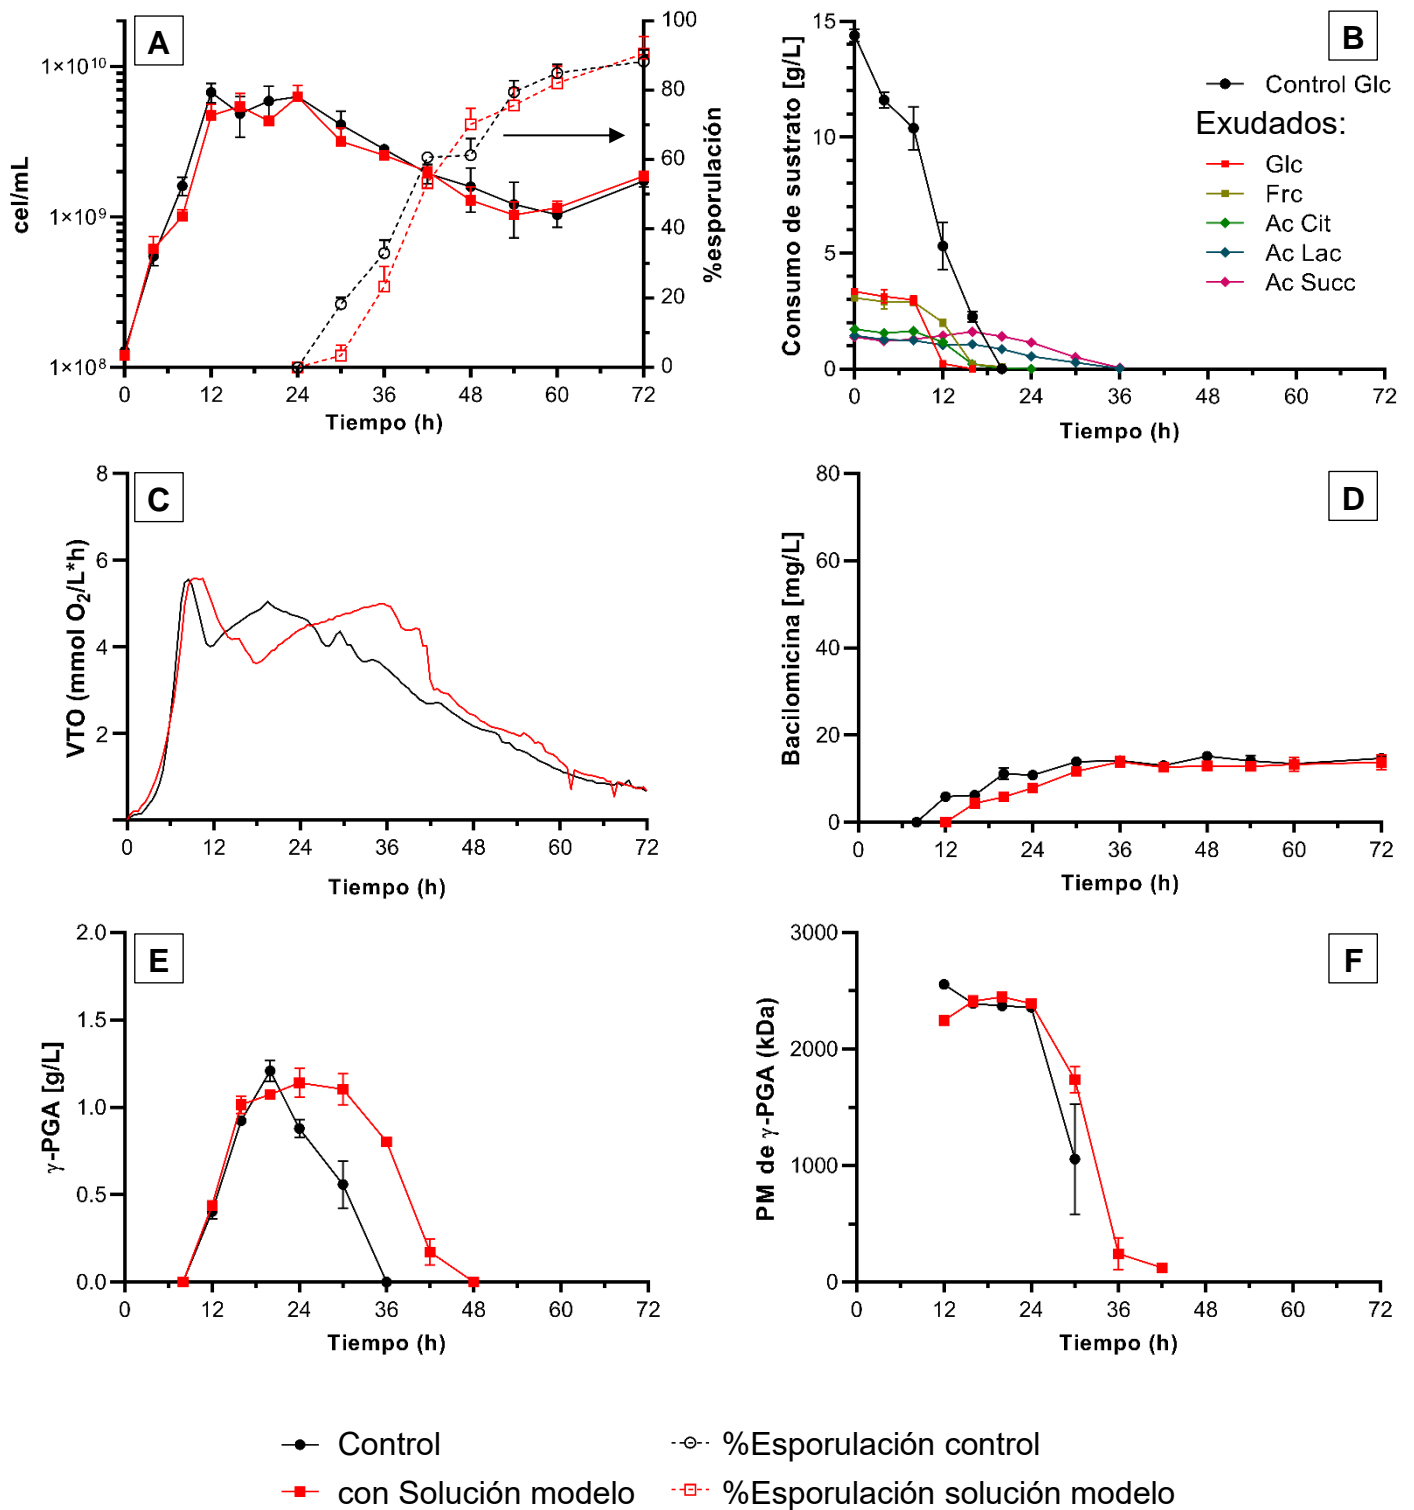 A
1×10¹⁰
1×10⁹
1×10⁸
cel/mL
100
80
60
40
20
0
%esporulación
0 12 24 36 48 60 72
Tiempo (h)
B
15
10
5
0
Consumo de sustrato [g/L]
Control Glc
Exudados:
Glc
Frc
Ac Cit
Ac Lac
Ac Succ
0 12 24 36 48 60 72
Tiempo (h)
C
8
6
4
2
VTO (mmol O₂/L*h)
0 12 24 36 48 60 72
Tiempo (h)
D
80
60
40
20
0
Bacilomicina [mg/L]
0 12 24 36 48 60 72
Tiempo (h)
E
2.0
1.5
1.0
0.5
0.0
γ-PGA [g/L]
0 12 24 36 48 60 72
Tiempo (h)
F
3000
2000
1000
0
PM de γ-PGA (kDa)
0 12 24 36 48 60 72
Tiempo (h)
Control
%Esporulación control
con Solución modelo
%Esporulación solución modelo